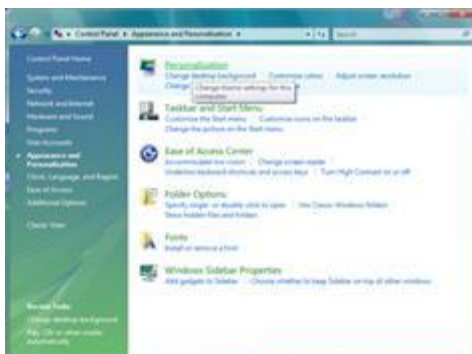 Control Panel ▸ Appearance and Personalization ▸
Search
Control Panel Home
System and Maintenance
Security
Network and Internet
Hardware and Sound
Programs
User Accounts
Appearance and
Personalization
Clock, Language, and Region
Ease of Access
Additional Options
Classic View
Recent Tasks
Change desktop background
Play CDs or other media
automatically
Personalization
Change desktop background
Customize colors
Adjust screen resolution
Change
Change theme settings for this
computer.
Taskbar and Start Menu
Customize the Start menu
Customize icons on the taskbar
Change the picture on the Start menu
Ease of Access Center
Accommodate low vision
Change screen reader
Underline keyboard shortcuts and access keys
Turn High Contrast on or off
Folder Options
Specify single- or double-click to open
Use Classic Windows folders
Show hidden files and folders
Fonts
Install or remove a font
Windows Sidebar Properties
Add gadgets to Sidebar
Choose whether to keep Sidebar on top of other windows